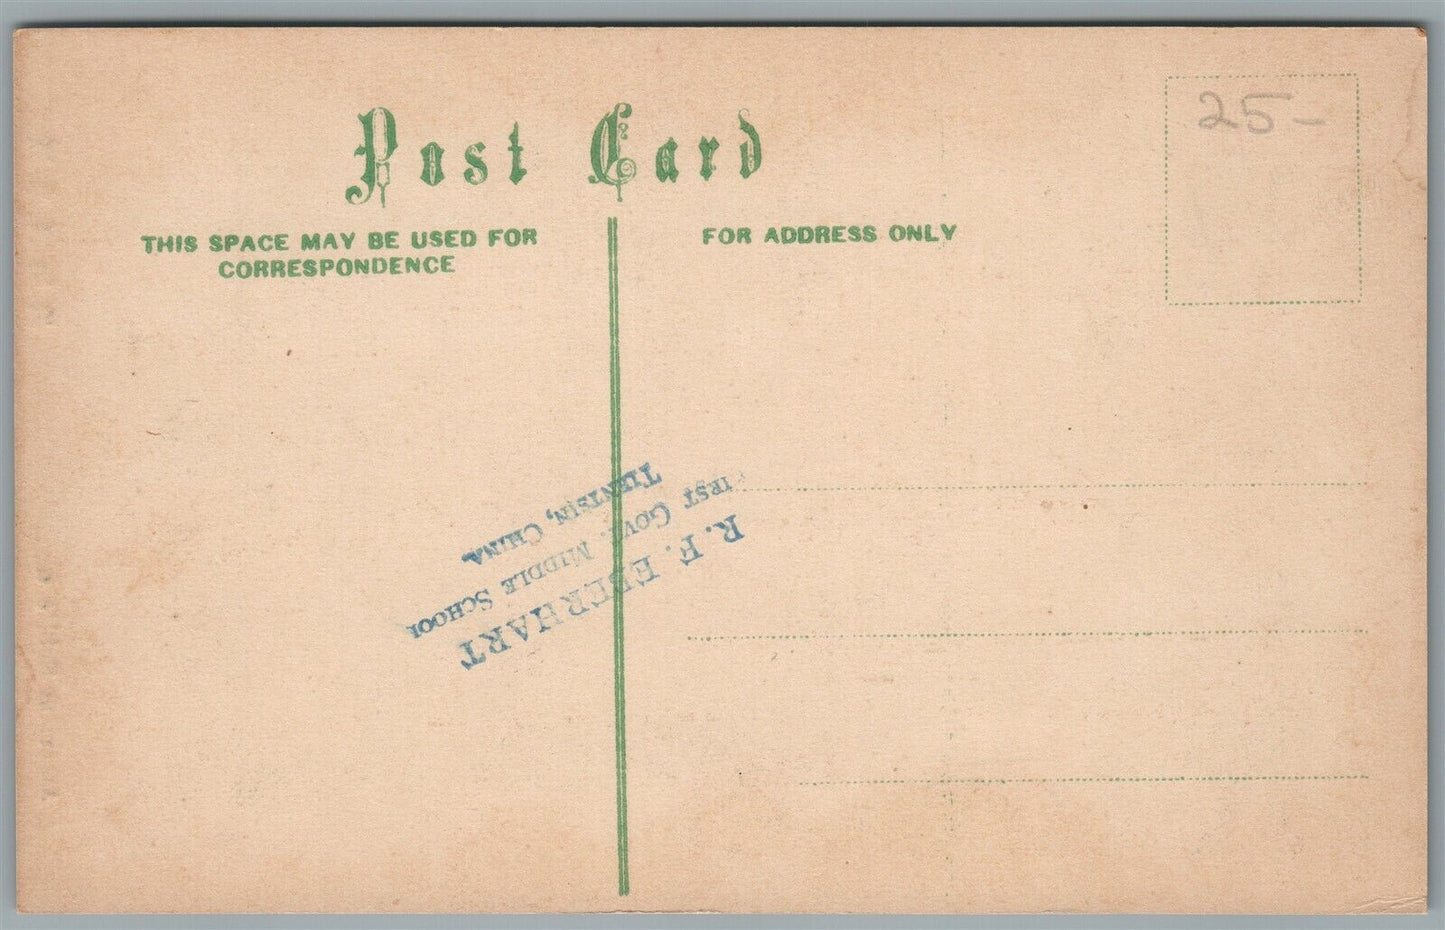 Post Card
THIS SPACE MAY BE USED FOR
CORRESPONDENCE
FOR ADDRESS ONLY
25-
R. F. EBERHART
FIRST GOVT. MIDDLE SCHOOL
TIENTSIN, CHINA